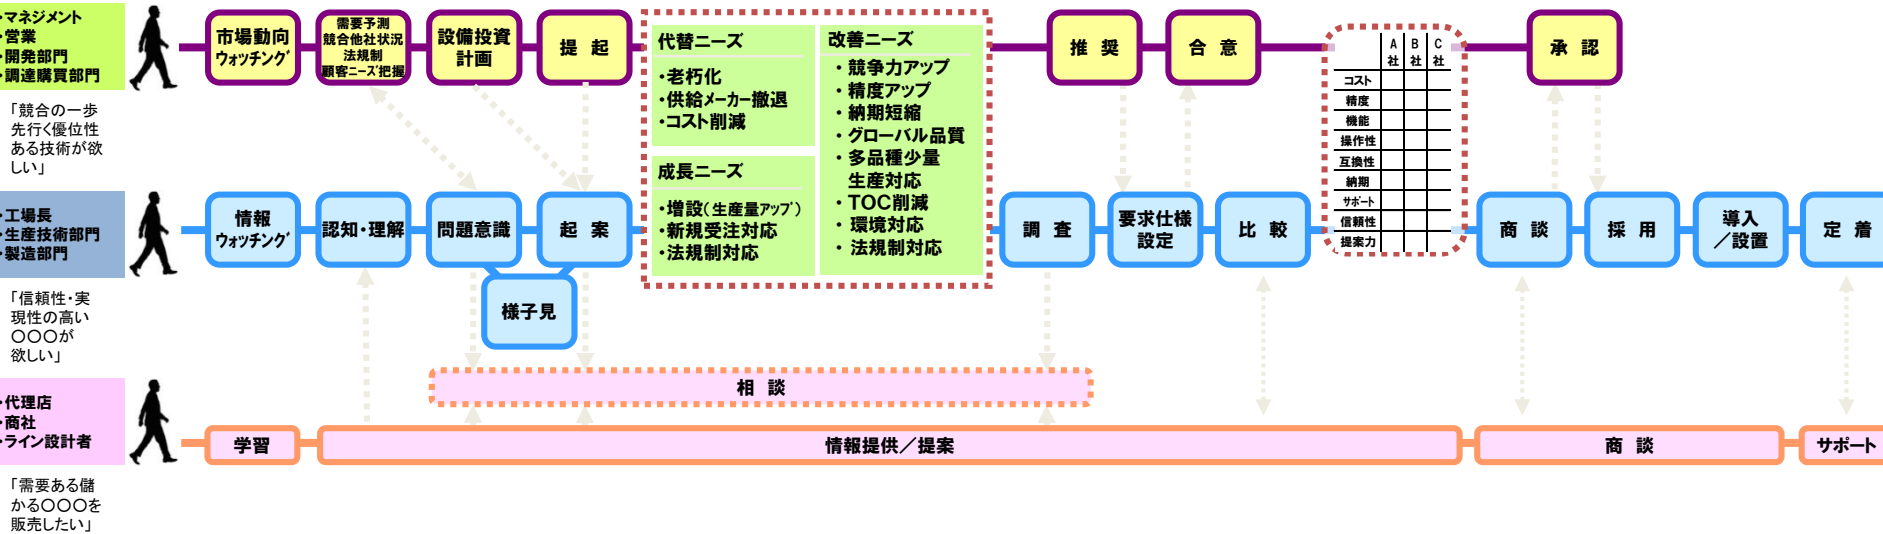 ・マネジメント
・営業
・開発部門
・調達購買部門
「競合の一歩
先行く優位性
ある技術が欲
しい」
市場動向
ウォッチング
需要予測
競合他社状況
法規制
顧客ニーズ把握
設備投資
計画
提 起
代替ニーズ
・老朽化
・供給メーカー撤退
・コスト削減
成長ニーズ
・増設(生産量アップ)
・新規受注対応
・法規制対応
改善ニーズ
・競争力アップ
・精度アップ
・納期短縮
・グローバル品質
・多品種少量
生産対応
・TOC削減
・環境対応
・法規制対応
推 奨
合 意
A社 B社 C社
コスト
精度
機能
操作性
互換性
納期
サポート
信頼性
提案力
承 認
・工場長
・生産技術部門
・製造部門
「信頼性・実
現性の高い
〇〇〇が
欲しい」
情報
ウォッチング
認知・理解
問題意識
起 案
様子見
調 査
要求仕様
設定
比 較
商 談
採 用
導入
／設置
定 着
相 談
・代理店
・商社
・ライン設計者
「需要ある儲
かる〇〇〇を
販売したい」
学習
情報提供／提案
商 談
サポート